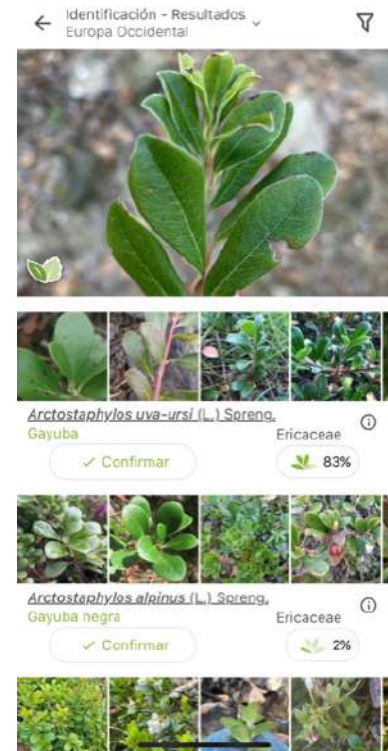 Identificación - Resultados
Europa Occidental
Arctostaphylos uva-ursi (L.) Spreng.
Gayuba
Ericaceae
✓ Confirmar
83%
Arctostaphylos alpinus (L.) Spreng.
Gayuba negra
Ericaceae
✓ Confirmar
2%